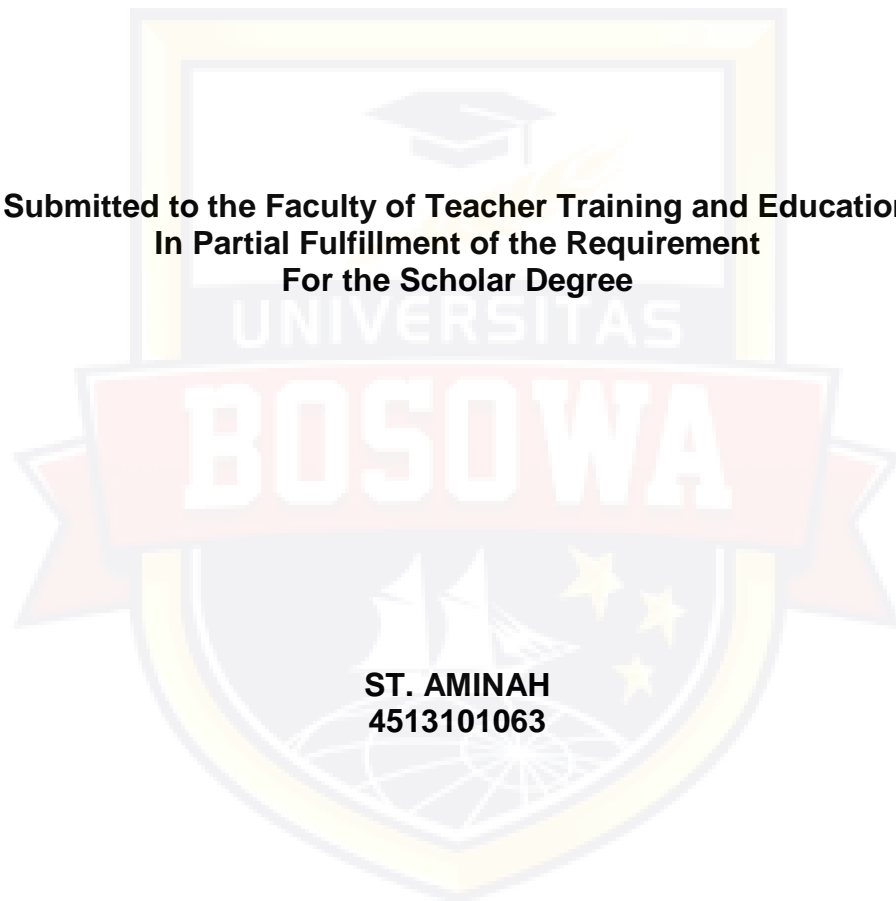 Submitted to the Faculty of Teacher Training and Education
In Partial Fulfillment of the Requirement
For the Scholar Degree
UNIVERSITAS
BOSOWA
ST. AMINAH
4513101063